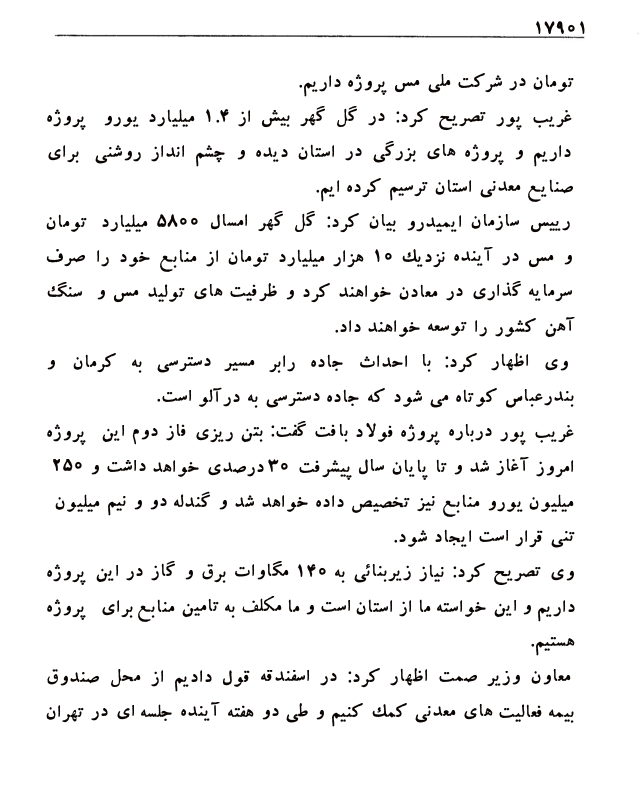 ۱۷۹۰۱
تومان در شرکت ملی مس پروژه داریم.
غریب پور تصریح کرد: در گل گهر بیش از ۱.۴ میلیارد یورو پروژه
داریم و پروژه های بزرگی در استان دیده و چشم انداز روشنی برای
صنایع معدنی استان ترسیم کرده ایم.
رییس سازمان ایمیدرو بیان کرد: گل گهر امسال ۵۸۰۰ میلیارد تومان
و مس در آینده نزدیك ۱۰ هزار میلیارد تومان از منابع خود را صرف
سرمایه گذاری در معادن خواهند کرد و ظرفیت های تولید مس و سنگ
آهن کشور را توسعه خواهند داد.
وی اظهار کرد: با احداث جاده رابر مسیر دسترسی به کرمان و
بندرعباس کوتاه می شود که جاده دسترسی به درآلو است.
غریب پور درباره پروژه فولاد بافت گفت: بتن ریزی فاز دوم این پروژه
امروز آغاز شد و تا پایان سال پیشرفت ۳۰درصدی خواهد داشت و ۲۵۰
میلیون یورو منابع نیز تخصیص داده خواهد شد و گندله دو و نیم میلیون
تنی قرار است ایجاد شود.
وی تصریح کرد: نیاز زیربنائی به ۱۴۰ مگاوات برق و گاز در این پروژه
داریم و این خواسته ما از استان است و ما مکلف به تامین منابع برای پروژه
هستیم.
معاون وزیر صمت اظهار کرد: در اسفندقه قول دادیم از محل صندوق
بیمه فعالیت های معدنی کمك کنیم و طی دو هفته آینده جلسه ای در تهران